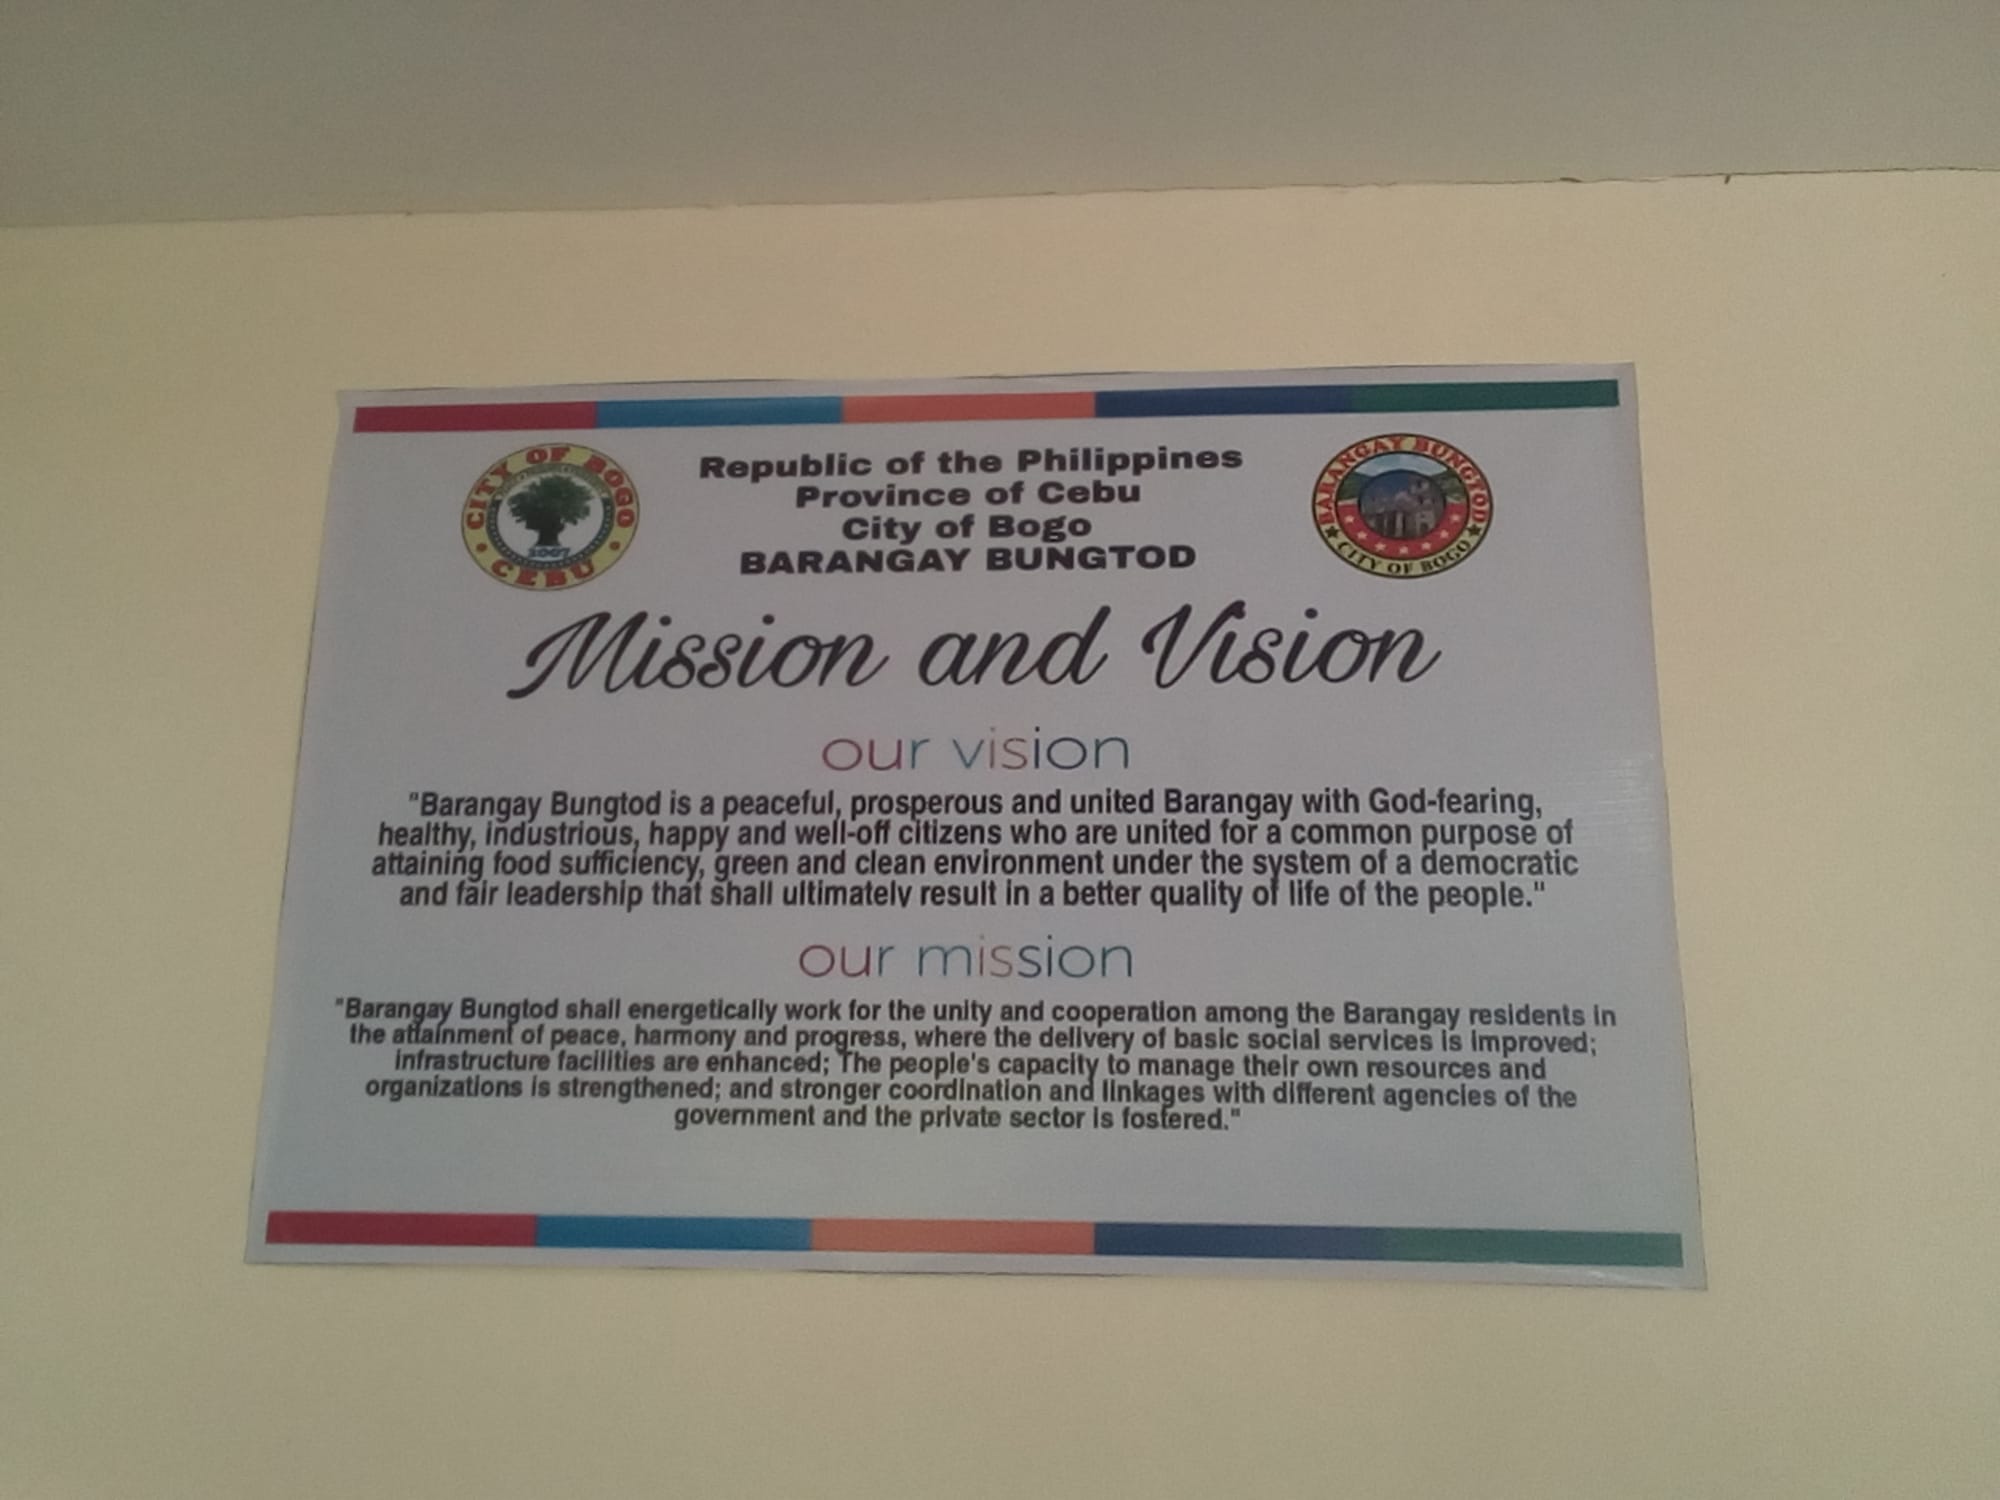 CITY OF BOGO
2007
CEBU
Republic of the Philippines
Province of Cebu
City of Bogo
BARANGAY BUNGTOD
BARANGAY BUNGTOD
CITY OF BOGO
Mission and Vision
our vision
"Barangay Bungtod is a peaceful, prosperous and united Barangay with God-fearing,
healthy, industrious, happy and well-off citizens who are united for a common purpose of
attaining food sufficiency, green and clean environment under the system of a democratic
and fair leadership that shall ultimately result in a better quality of life of the people."
our mission
"Barangay Bungtod shall energetically work for the unity and cooperation among the Barangay residents in
the attainment of peace, harmony and progress, where the delivery of basic social services is improved;
infrastructure facilities are enhanced; The people's capacity to manage their own resources and
organizations is strengthened; and stronger coordination and linkages with different agencies of the
government and the private sector is fostered."